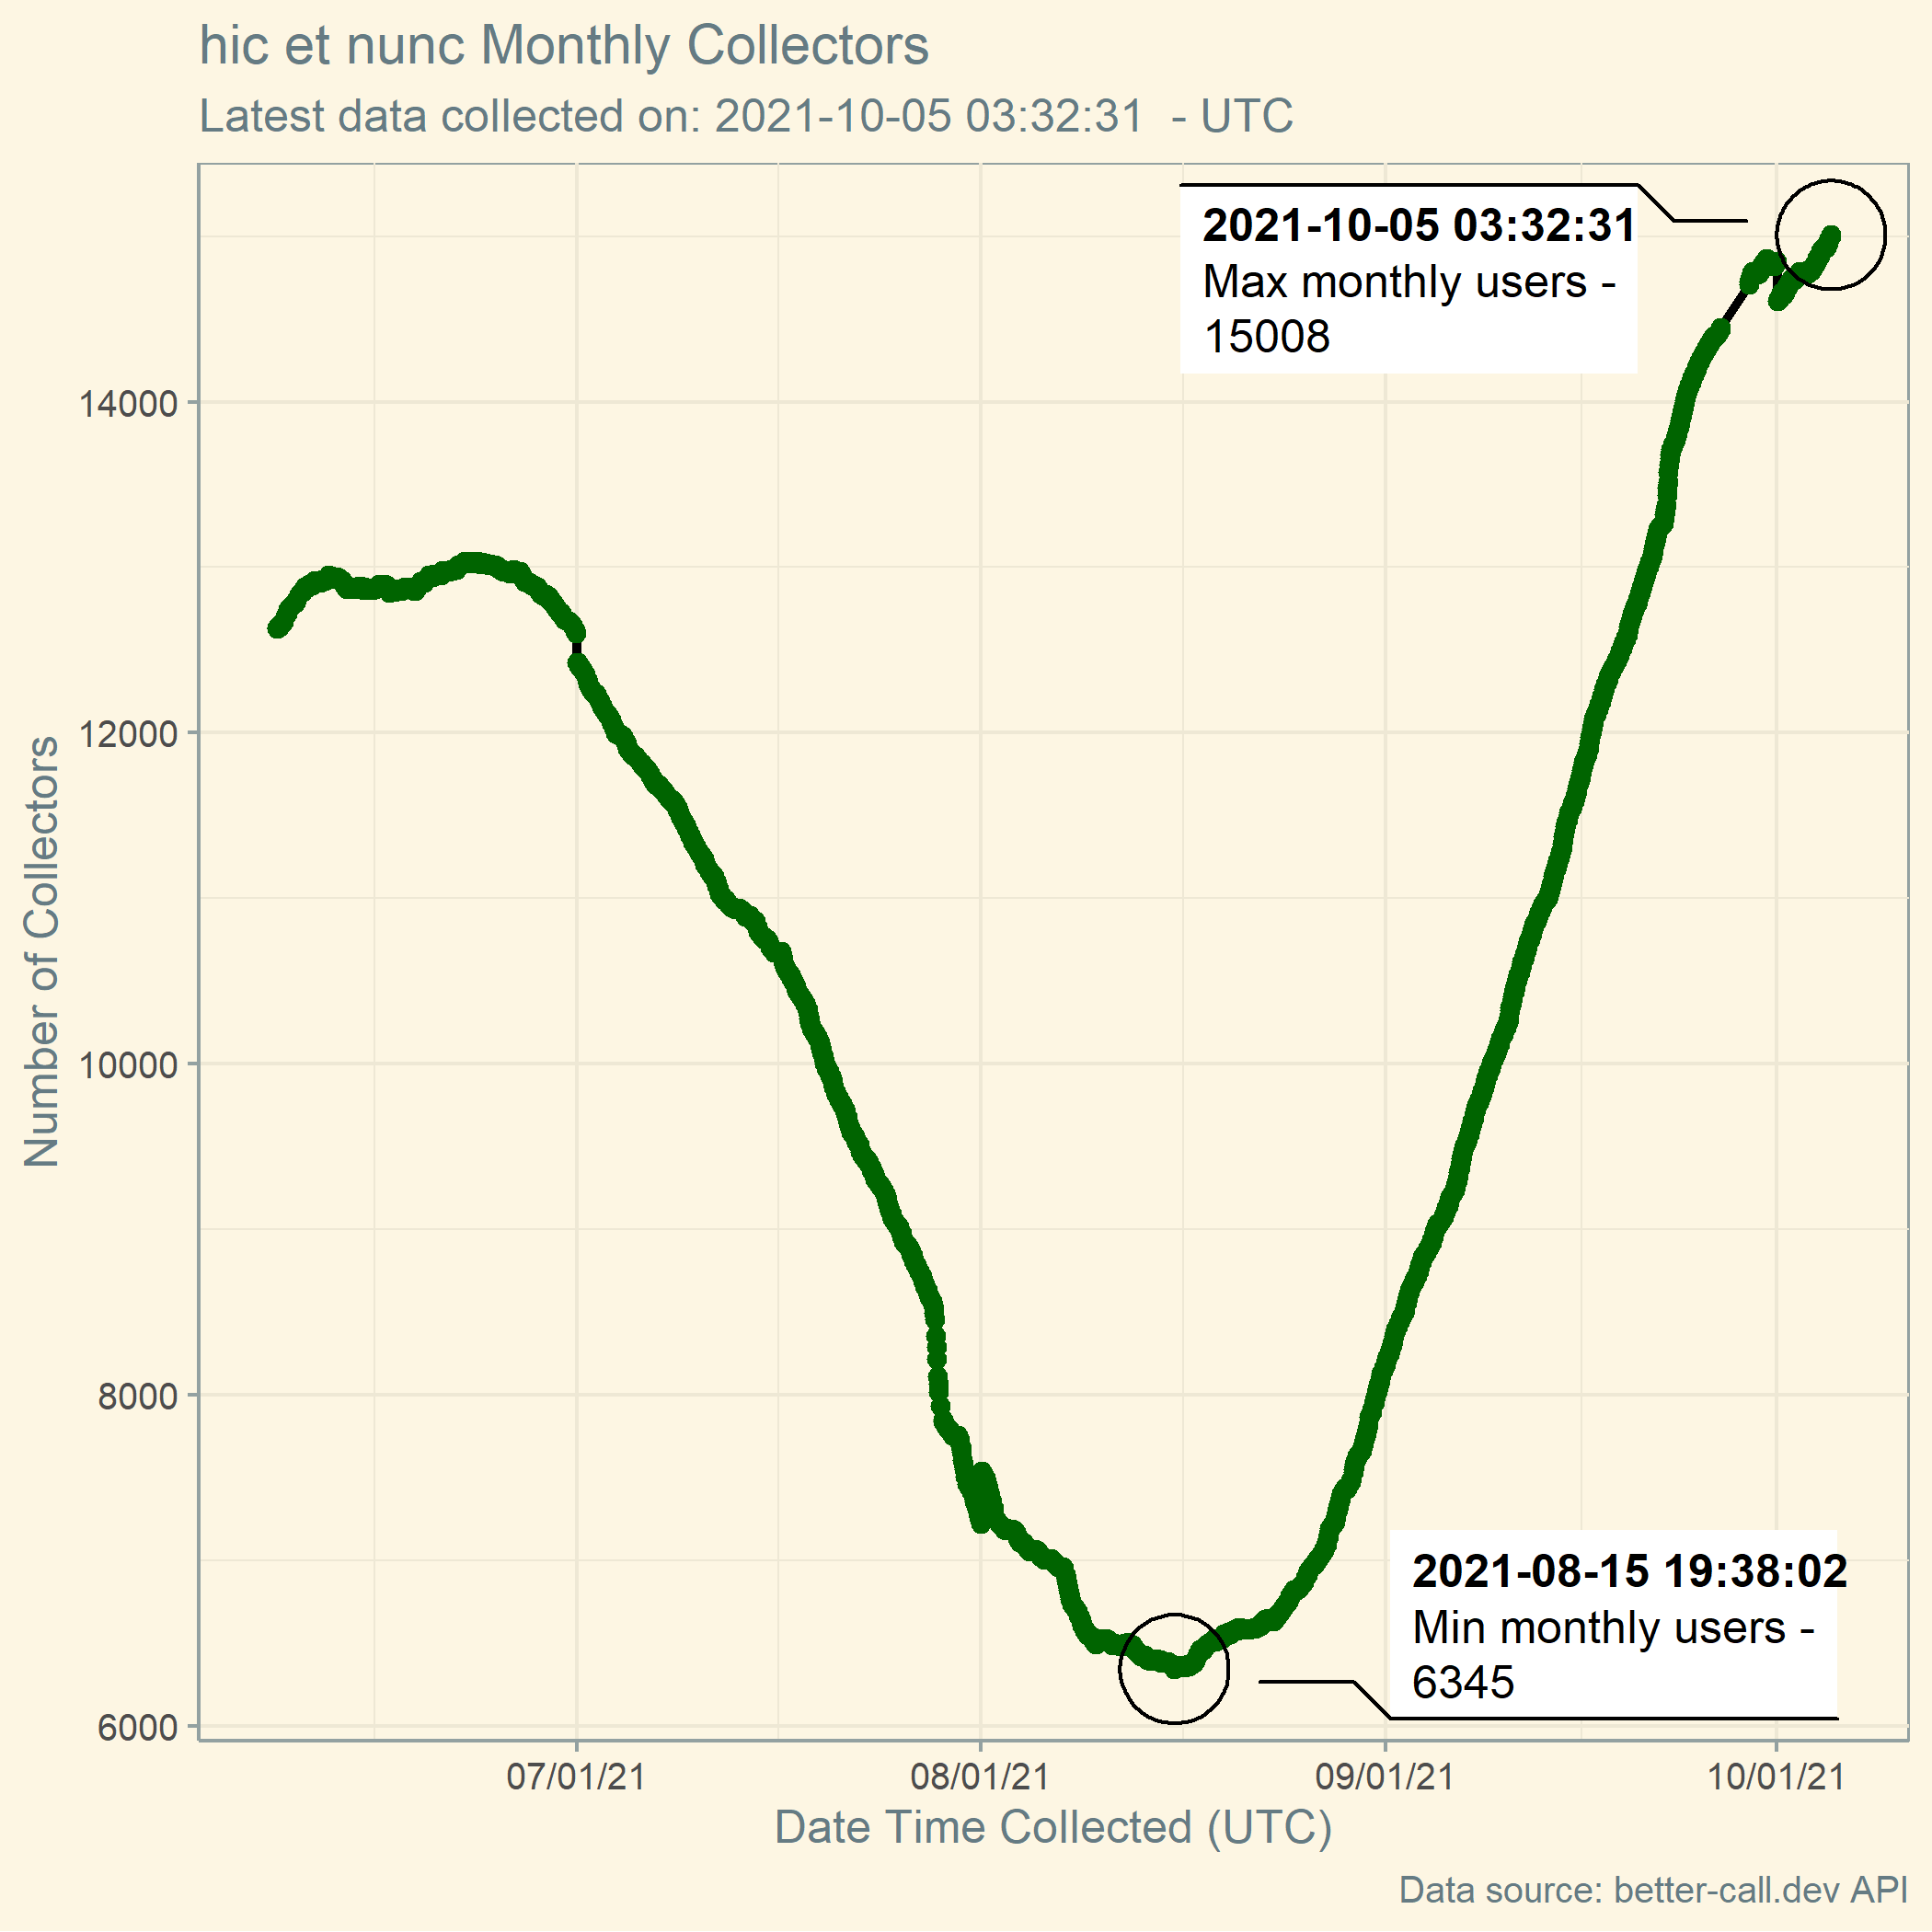 hic et nunc Monthly Collectors
Latest data collected on: 2021-10-05 03:32:31  - UTC
2021-10-05 03:32:31
Max monthly users -
15008
14000
12000
10000
8000
6000
Number of Collectors
2021-08-15 19:38:02
Min monthly users -
6345
07/01/21
08/01/21
09/01/21
10/01/21
Date Time Collected (UTC)
Data source: better-call.dev API